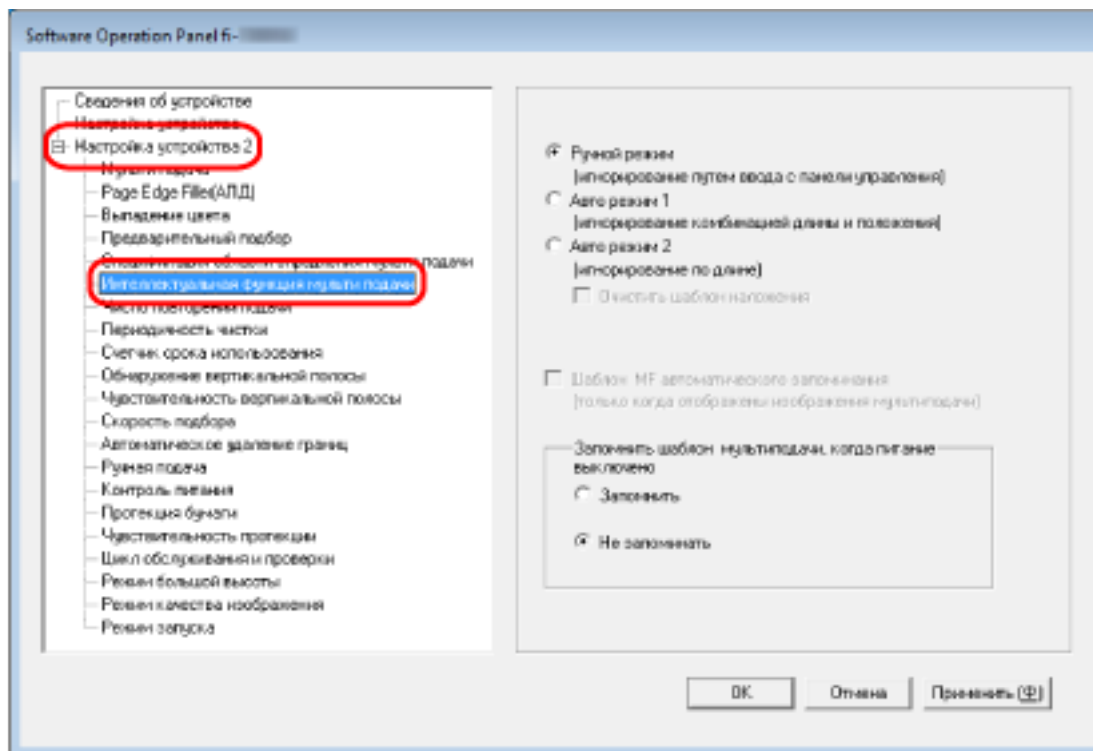 Software Operation Panel fi-
Сведения об устройстве
Настройка устройства
Настройка устройства 2
Мульти подача
Page Edge Filler(АПД)
Выпадение цвета
Предварительный подбор
области мульти подачи
Интеллектуальная функция мульти подачи
Число повторений подачи
Периодичность чистки
Счетчик срока использования
Обнаружение вертикальной полосы
Чувствительность вертикальной полосы
Скорость подбора
Автоматическое удаление границ
Ручная подача
Контроль питания
Протекция бумаги
Чувствительность протекции
Цикл обслуживания и проверки
Режим большой высоты
Режим качества изображения
Режим запуска
Ручной режим
(игнорирование путем ввода с панели управления)
Авто режим 1
(игнорирование комбинацией длины и положения)
Авто режим 2
(игнорирование по длине)
Очистить шаблон наложения
Шаблон MF автоматического запоминания
(только когда отображены изображения мультиподачи)
Запомнить шаблон мультиподачи, когда питание
выключено
Запомнить
Не запоминать
OK
Отмена
Применить (Ф)